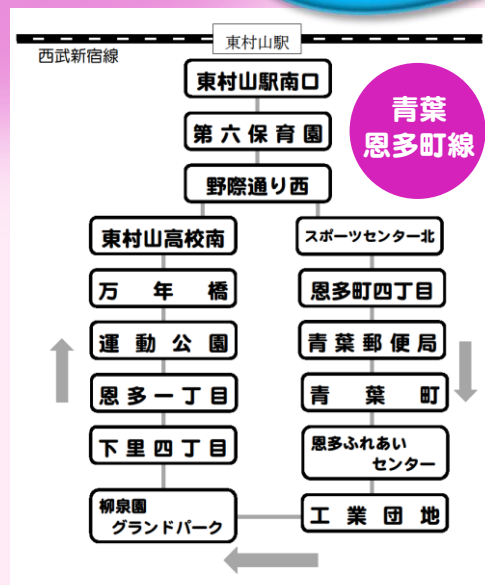 東村山駅
西武新宿線
東村山駅南口
青葉
恩多町線
第六保育園
野際通り西
東村山高校南
スポーツセンター北
万年橋
恩多町四丁目
運動公園
青葉郵便局
恩多一丁目
青葉町
下里四丁目
恩多ふれあい
センター
柳泉園
グランドパーク
工業団地